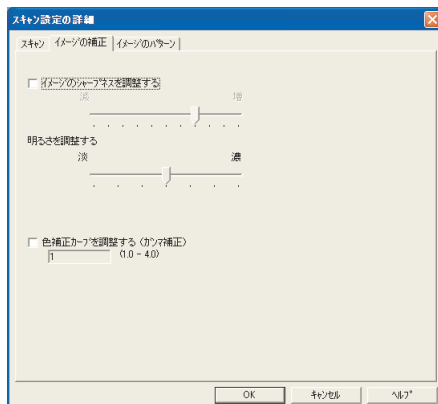 スキャン設定の詳細
スキャン イメージの補正 イメージのパターン
イメージのシャープネスを調整する
減 増
明るさを調整する
淡 濃
色補正カーブを調整する (ガンマ補正)
1 (1.0 - 4.0)
OK キャンセル ヘルプ